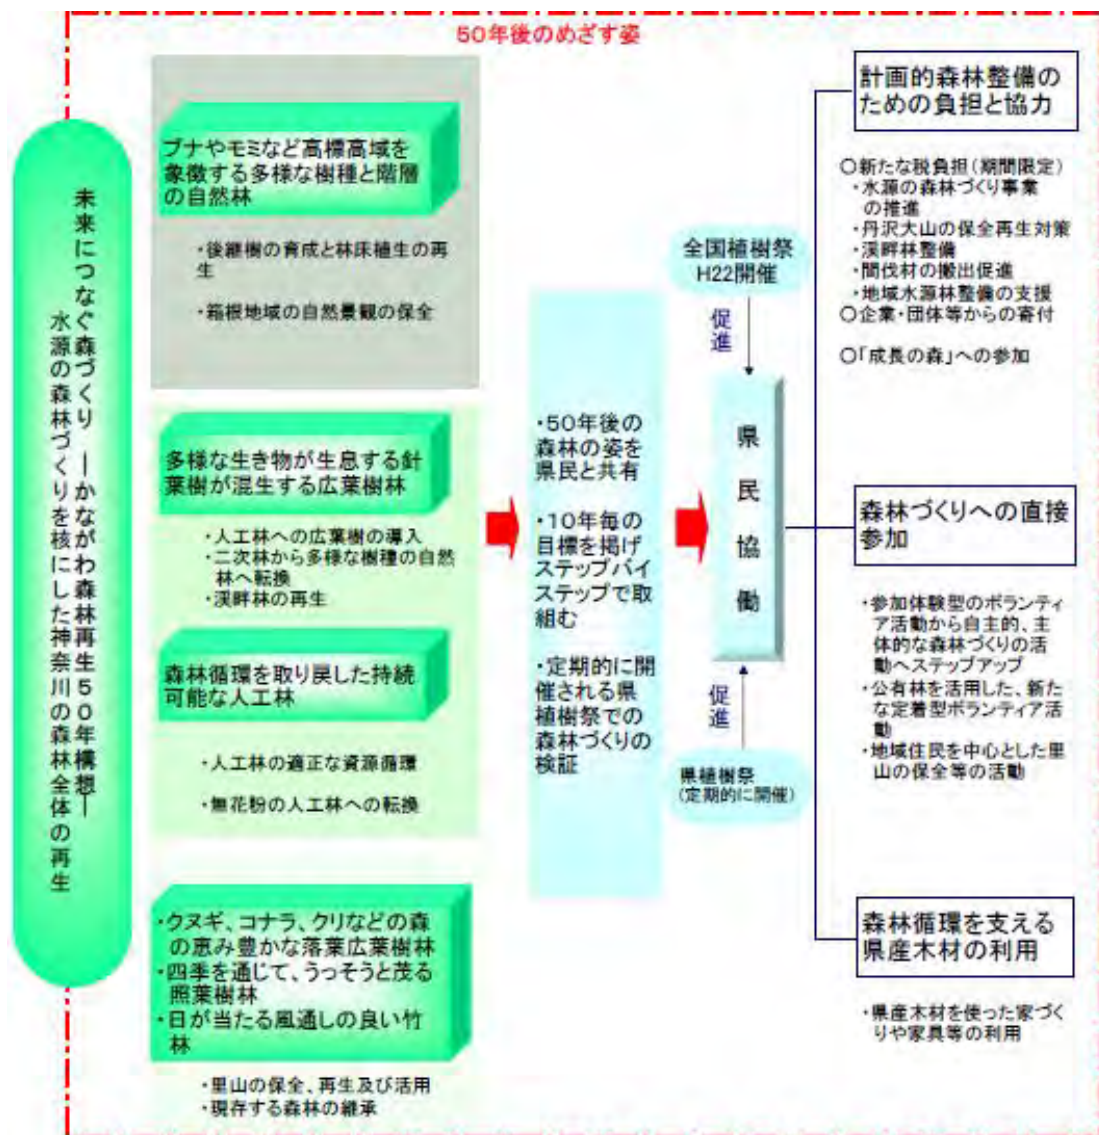 50年後のめざす姿
未来につなぐ森づくり ―かながわ森林再生50年構想―
水源の森林づくりを核にした神奈川の森林全体の再生
ブナやモミなど高標高域を
象徴する多様な樹種と階層
の自然林
・後継樹の育成と林床植生の再
生
・箱根地域の自然景観の保全
多様な生き物が生息する針
葉樹が混生する広葉樹林
・人工林への広葉樹の導入
・二次林から多様な樹種の自然
林へ転換
・渓畔林の再生
森林循環を取り戻した持続
可能な人工林
・人工林の適正な資源循環
・無花粉の人工林への転換
・クヌギ、コナラ、クリなどの森
の恵み豊かな落葉広葉樹林
・四季を通じて、うっそうと茂る
照葉樹林
・日が当たる風通しの良い竹
林
・里山の保全、再生及び活用
・現存する森林の継承
・50年後の
森林の姿を
県民と共有
・10年毎の
目標を掲げ
ステップバイ
ステップで取
組む
・定期的に開
催される県
植樹祭での
森林づくりの
検証
全国植樹祭
H22開催
促進
県民協働
促進
県植樹祭
(定期的に開催)
計画的森林整備の
ための負担と協力
○新たな税負担(期間限定)
・水源の森林づくり事業
の推進
・丹沢大山の保全再生対策
・渓畔林整備
・間伐材の搬出促進
・地域水源林整備の支援
○企業・団体等からの寄付
○「成長の森」への参加
森林づくりへの直接
参加
・参加体験型のボランティ
ア活動から自主的、主
体的な森林づくりの活
動へステップアップ
・公有林を活用した、新た
な定着型ボランティア活
動
・地域住民を中心とした里
山の保全等の活動
森林循環を支える
県産木材の利用
・県産木材を使った家づく
りや家具等の利用